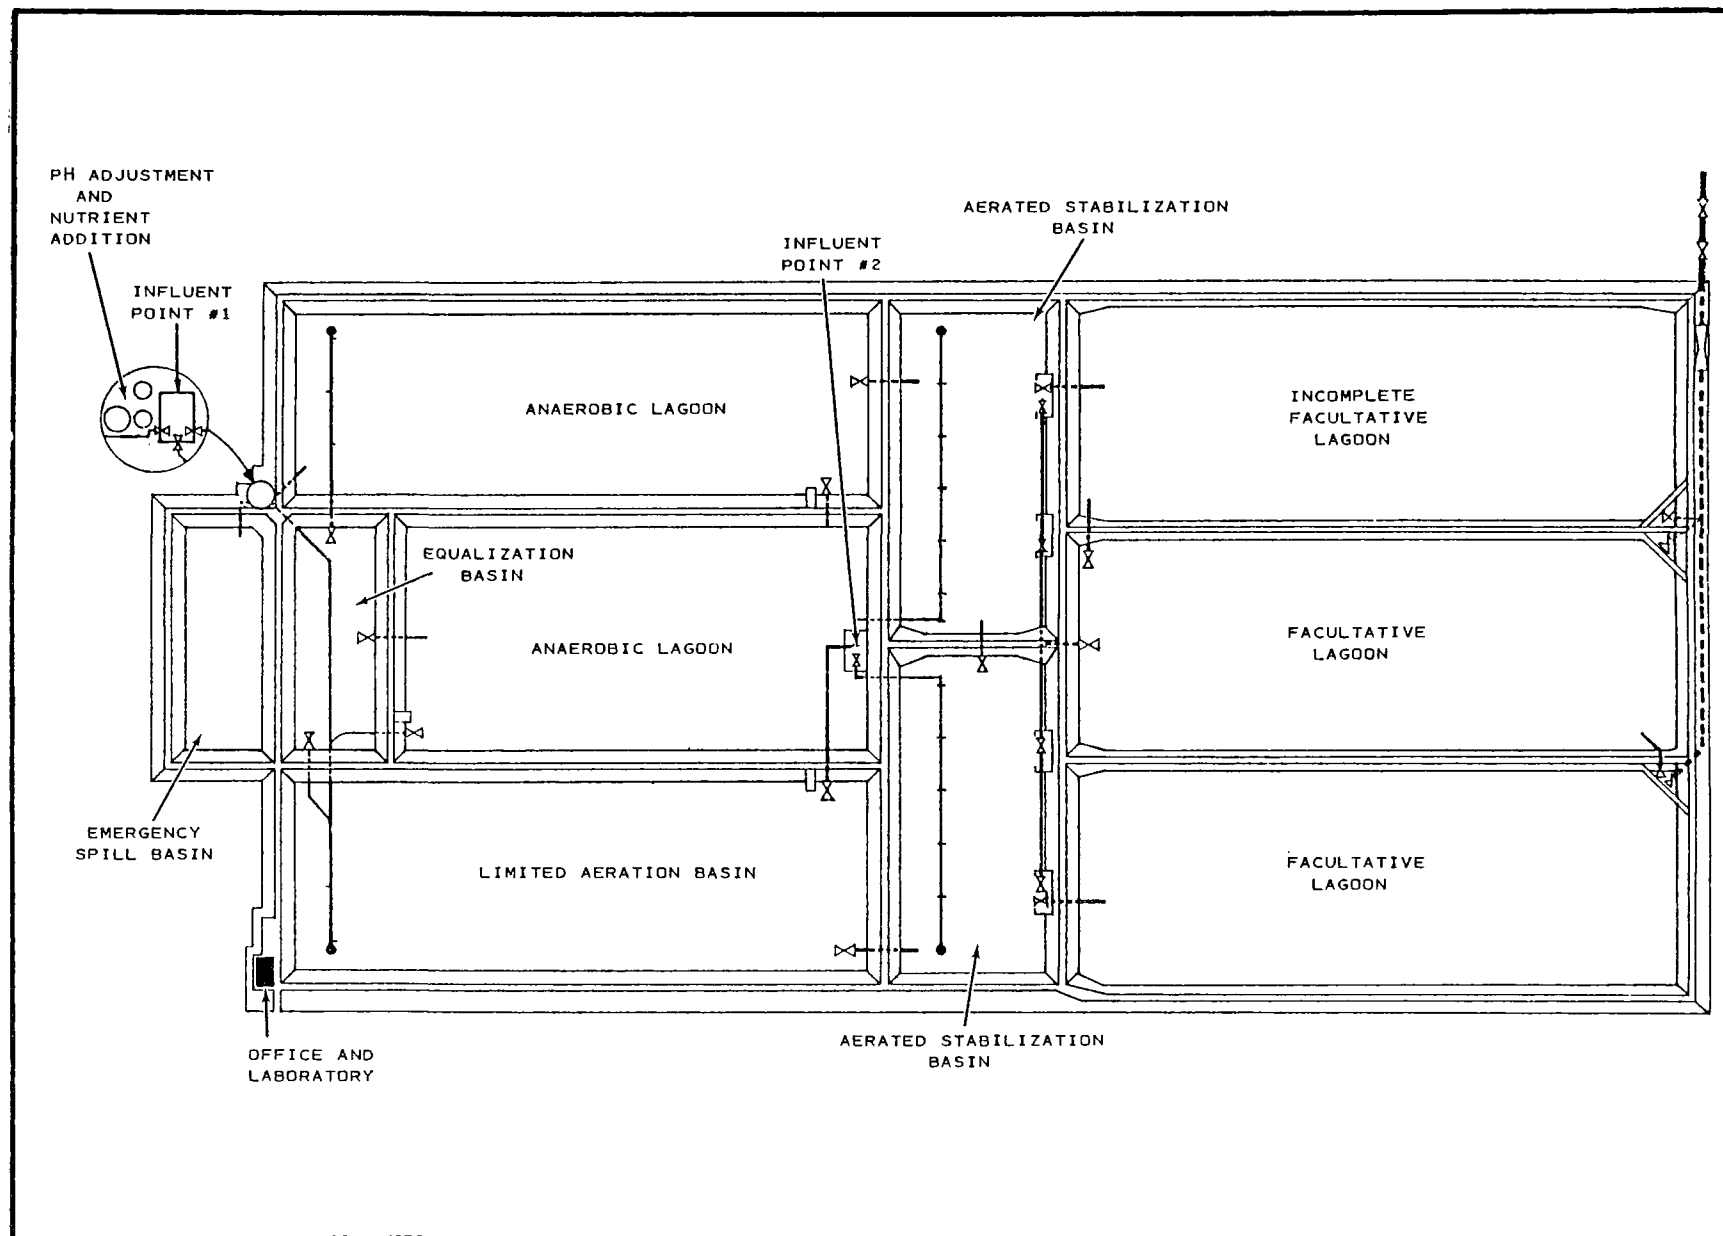 PH ADJUSTMENT
AND
NUTRIENT
ADDITION
INFLUENT
POINT #1
INFLUENT
POINT #2
AERATED STABILIZATION
BASIN
ANAEROBIC LAGOON
INCOMPLETE
FACULTATIVE
LAGOON
EQUALIZATION
BASIN
ANAEROBIC LAGOON
FACULTATIVE
LAGOON
EMERGENCY
SPILL BASIN
LIMITED AERATION BASIN
FACULTATIVE
LAGOON
OFFICE AND
LABORATORY
AERATED STABILIZATION
BASIN